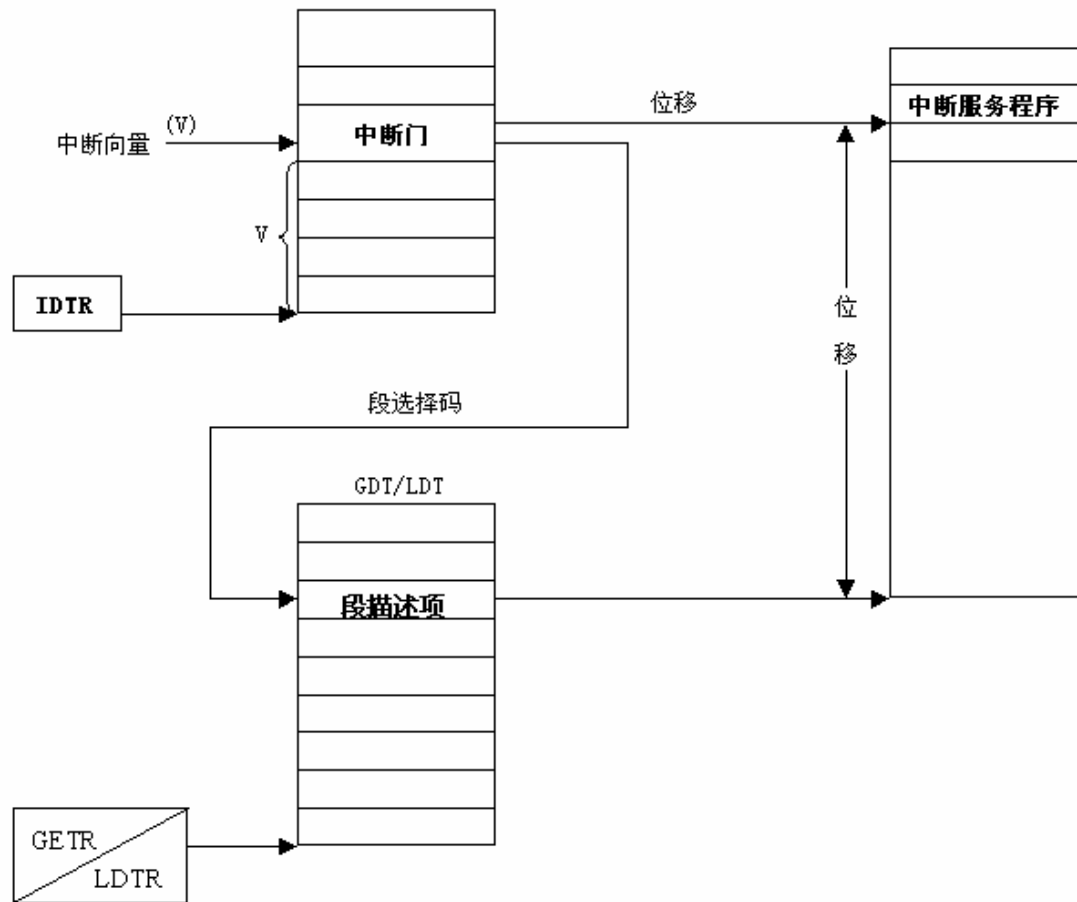 位移
中断服务程序
(V)
中断向量
中断门
V
IDTR
位
移
段选择码
GDT/LDT
段描述项
GETR
LDTR